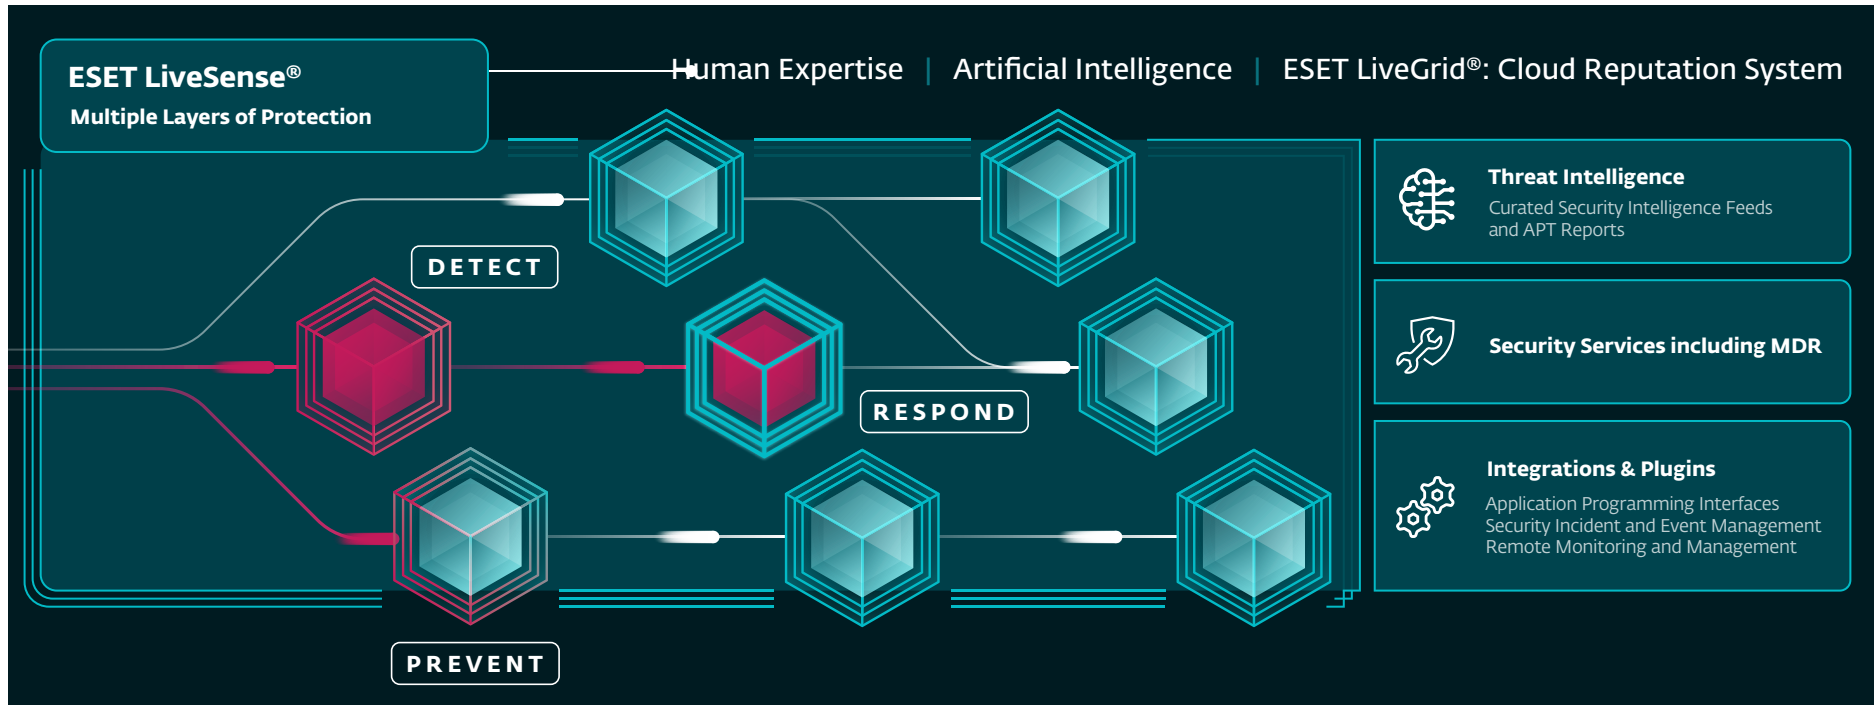 ESET LiveSense®
Multiple Layers of Protection
Human Expertise | Artificial Intelligence | ESET LiveGrid®: Cloud Reputation System
DETECT
RESPOND
PREVENT
Threat Intelligence
Curated Security Intelligence Feeds
and APT Reports
Security Services including MDR
Integrations & Plugins
Application Programming Interfaces
Security Incident and Event Management
Remote Monitoring and Management